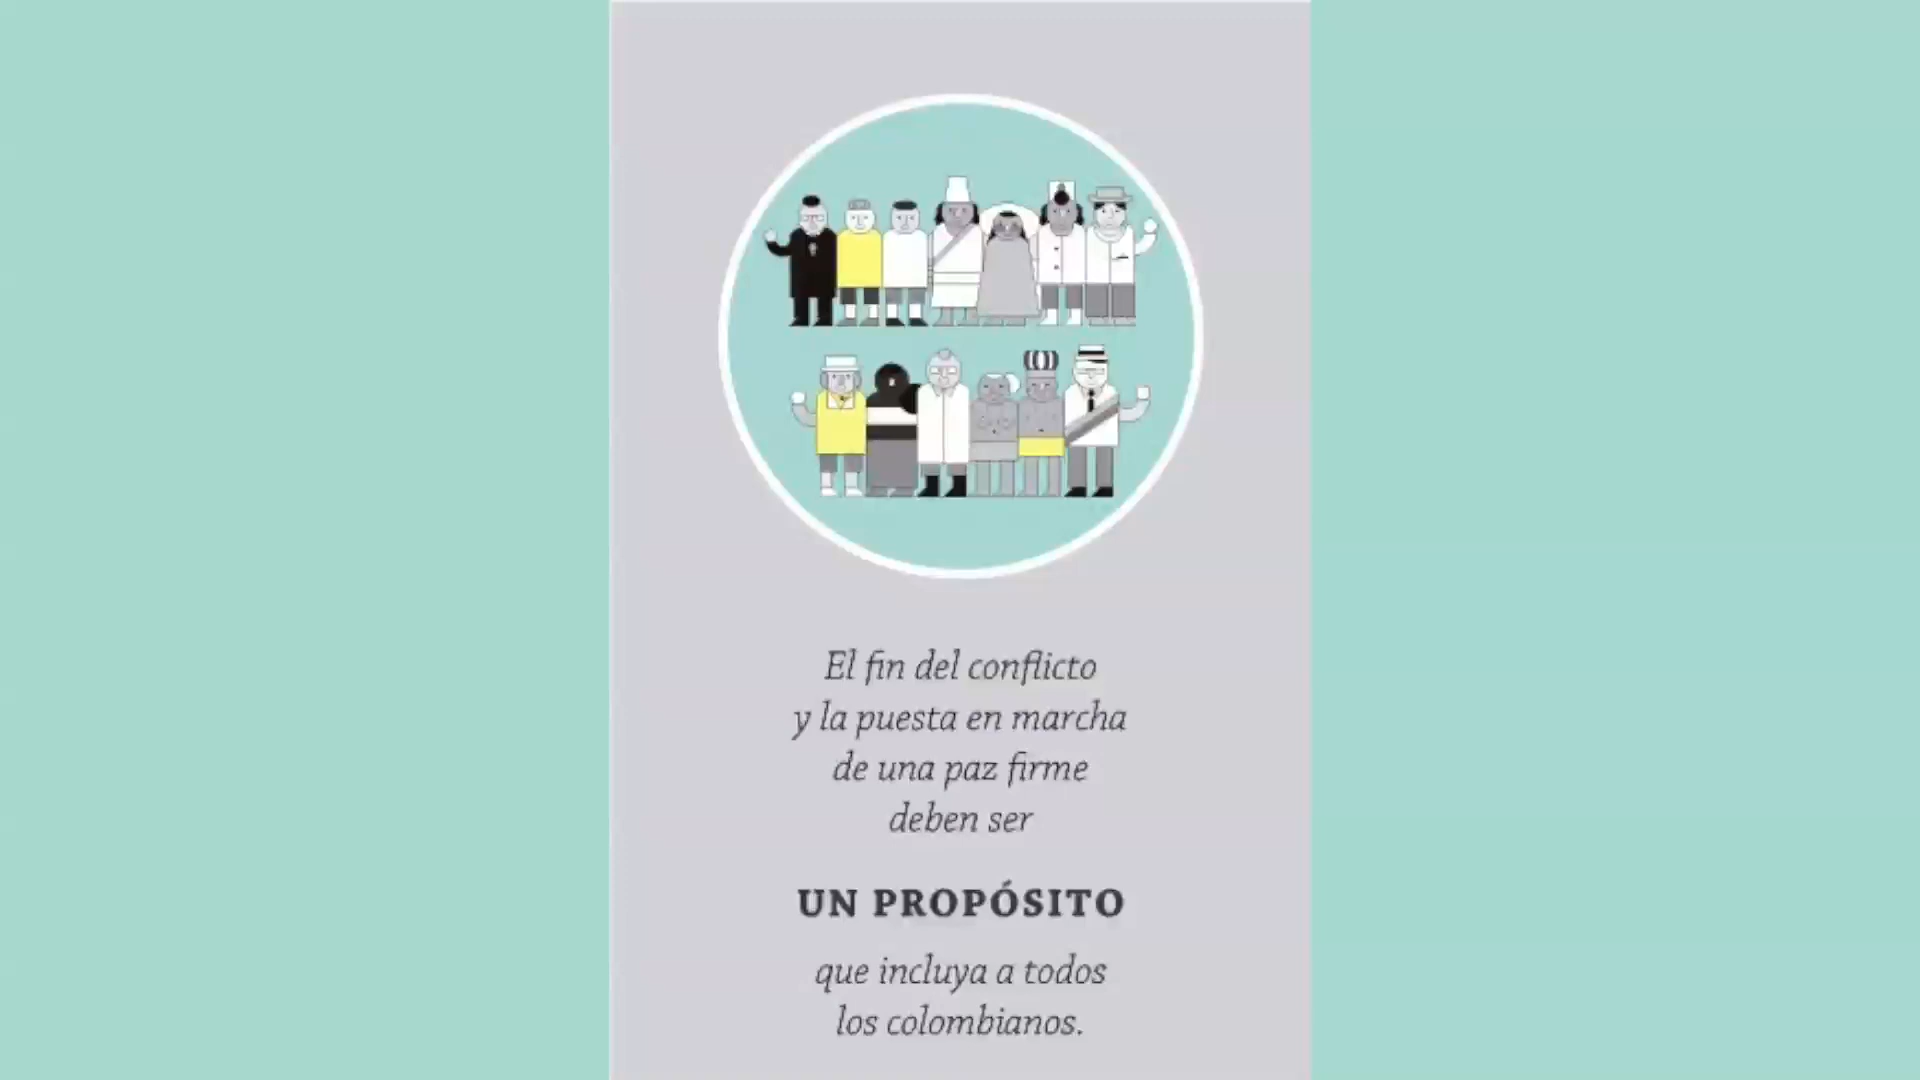 El fin del conflicto
y la puesta en marcha
de una paz firme
deben ser
UN PROPÓSITO
que incluya a todos
los colombianos.